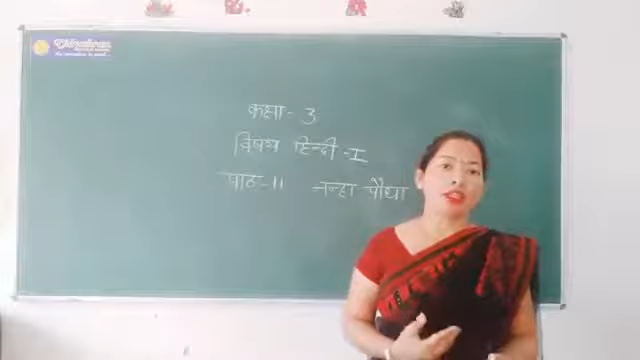 कक्षा - 3
विषय हिन्दी - I
पाठ - 11 नन्हा पौधा